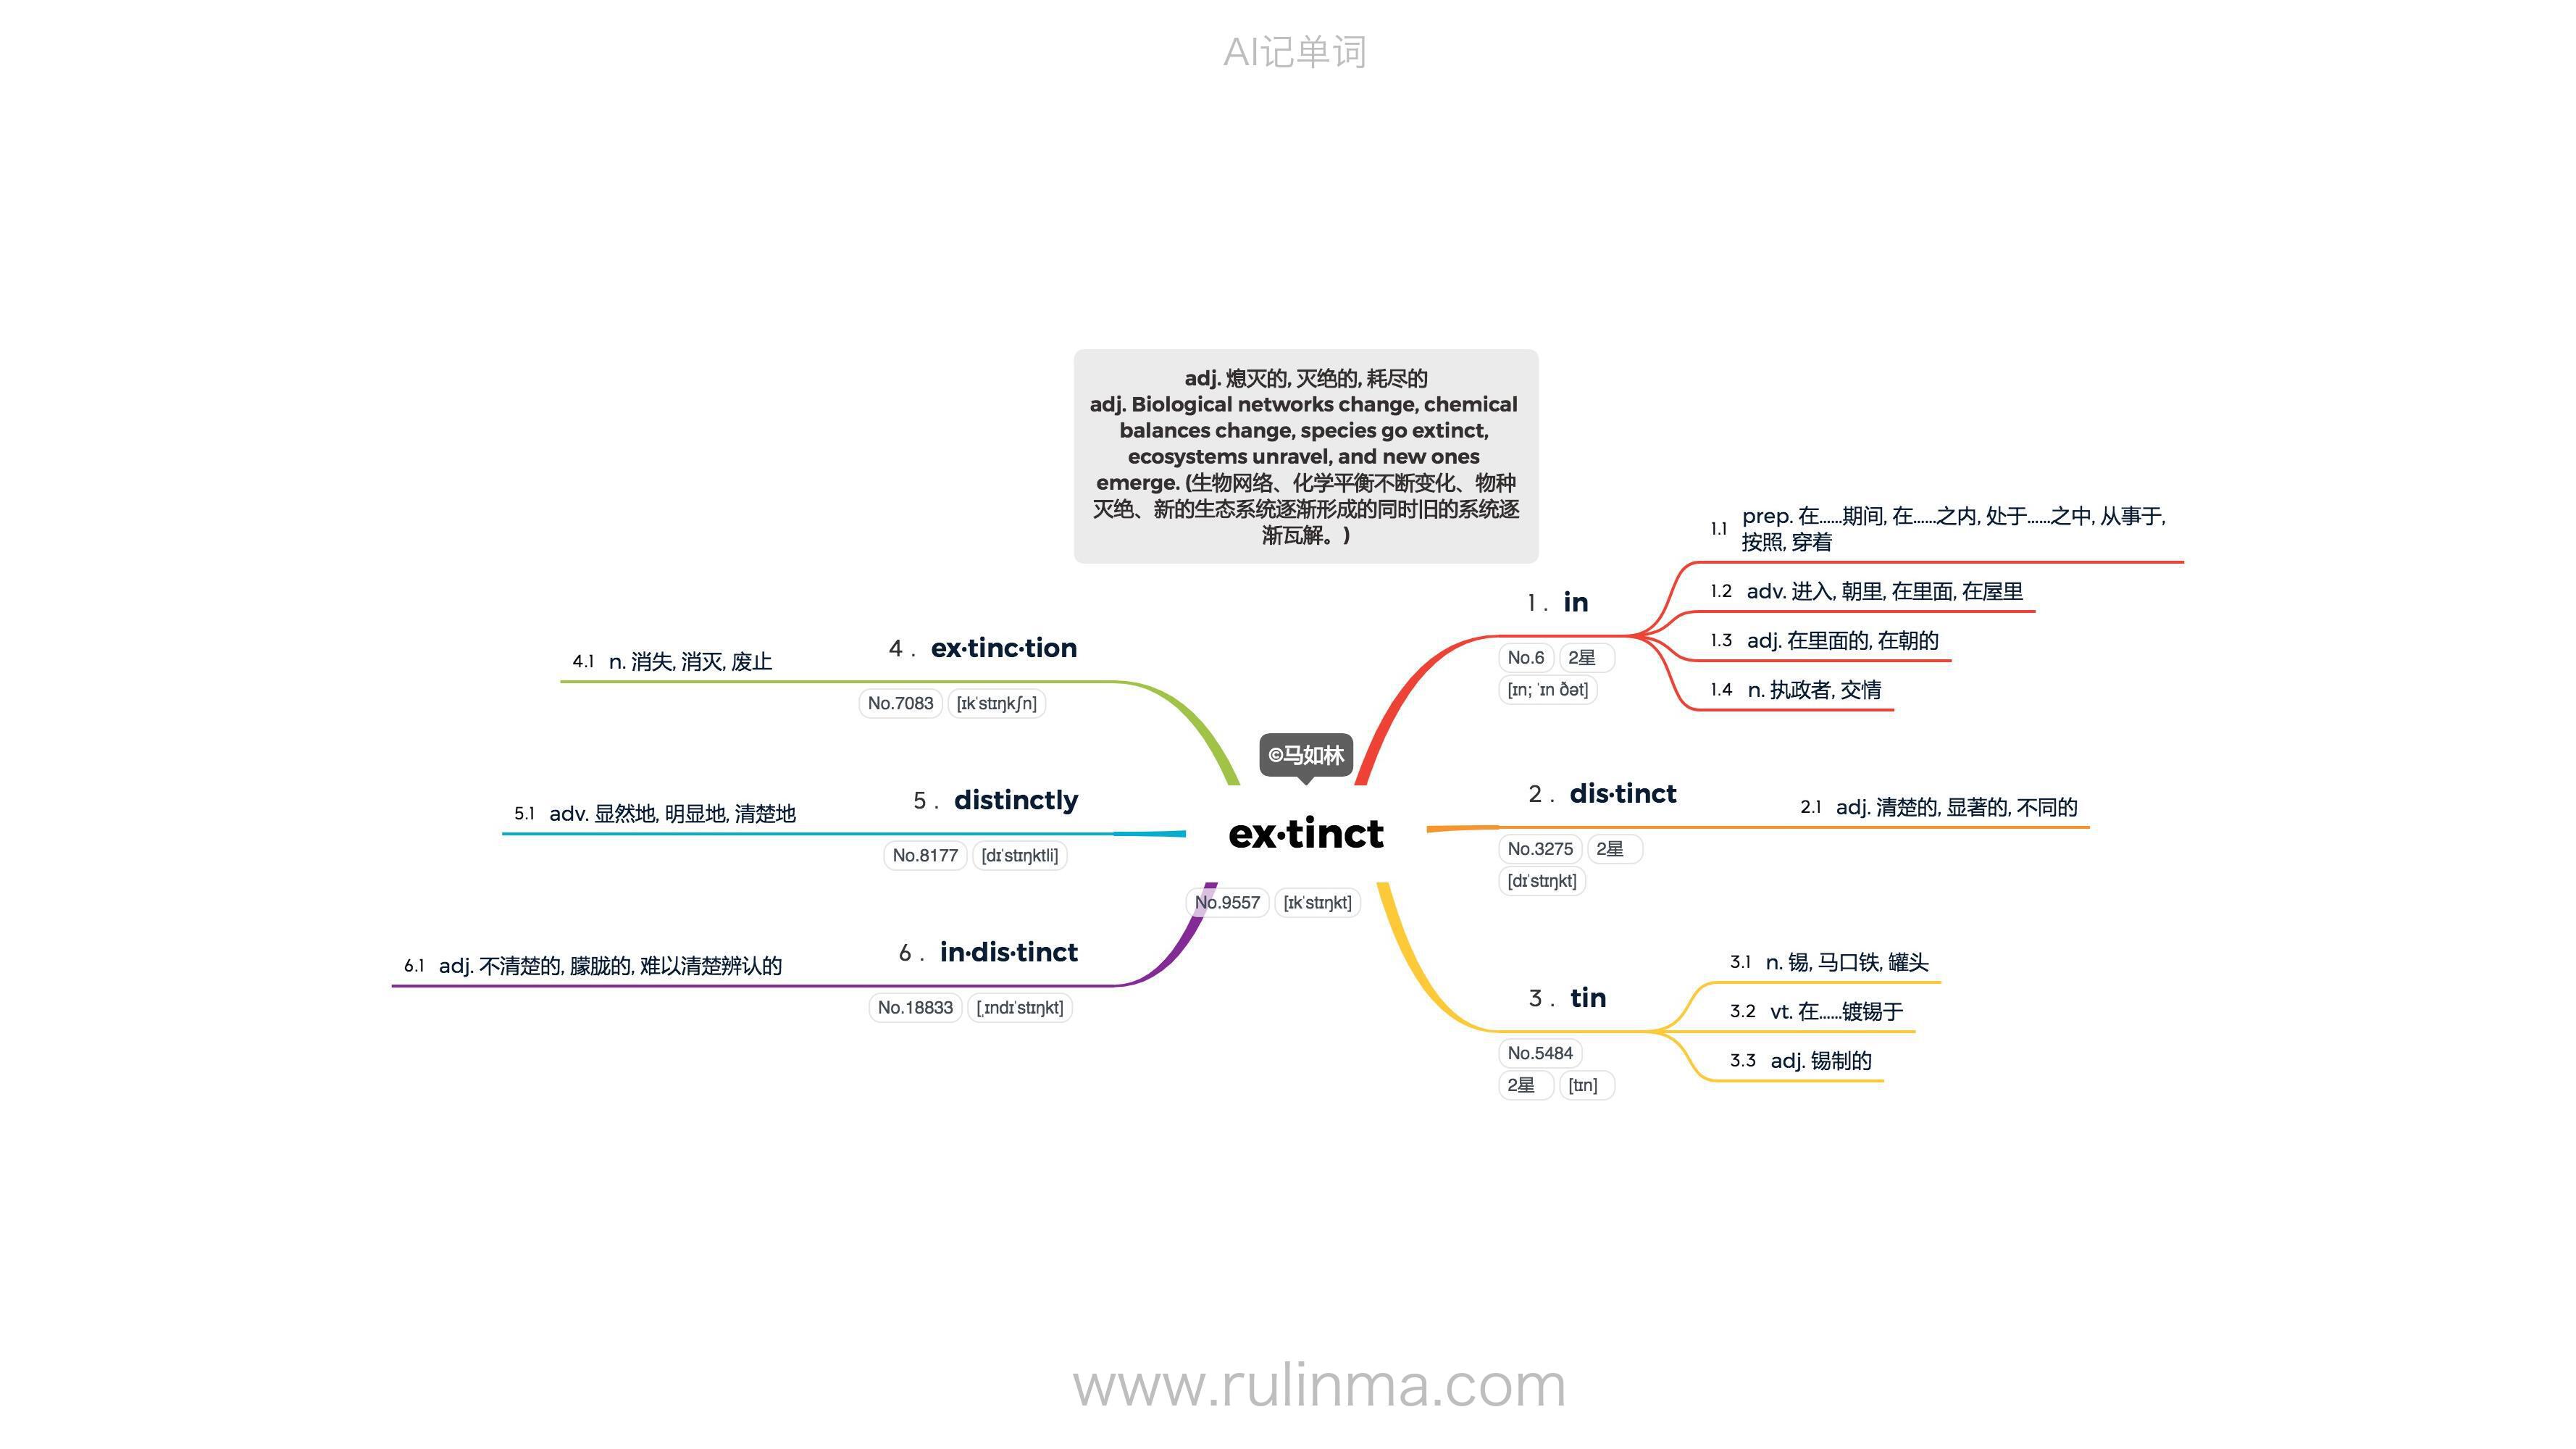 AI记单词
adj. 熄灭的, 灭绝的, 耗尽的
adj. Biological networks change, chemical
balances change, species go extinct,
ecosystems unravel, and new ones
emerge. (生物网络、化学平衡不断变化、物种
灭绝、新的生态系统逐渐形成的同时旧的系统逐
渐瓦解。)
©马如林
ex·tinct
No.9557 [ɪkˈstɪŋkt]
1 . in
No.6 2星
[ɪn; ˈɪn ðət]
1.1 prep. 在……期间, 在……之内, 处于……之中, 从事于,
按照, 穿着
1.2 adv. 进入, 朝里, 在里面, 在屋里
1.3 adj. 在里面的, 在朝的
1.4 n. 执政者, 交情
2 . dis·tinct
No.3275 2星
[dɪˈstɪŋkt]
2.1 adj. 清楚的, 显著的, 不同的
3 . tin
No.5484
2星 [tɪn]
3.1 n. 锡, 马口铁, 罐头
3.2 vt. 在……镀锡于
3.3 adj. 锡制的
4 . ex·tinc·tion
No.7083 [ɪkˈstɪŋkʃn]
4.1 n. 消失, 消灭, 废止
5 . distinctly
No.8177 [dɪˈstɪŋktli]
5.1 adv. 显然地, 明显地, 清楚地
6 . in·dis·tinct
No.18833 [ˌɪndɪˈstɪŋkt]
6.1 adj. 不清楚的, 朦胧的, 难以清楚辨认的
www.rulinma.com